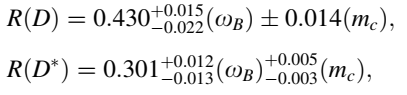 R(D) = 0.430^{+0.015}_{-0.022}(ω_B) ± 0.014(m_c),
R(D*) = 0.301^{+0.012}_{-0.013}(ω_B)^{+0.005}_{-0.003}(m_c),